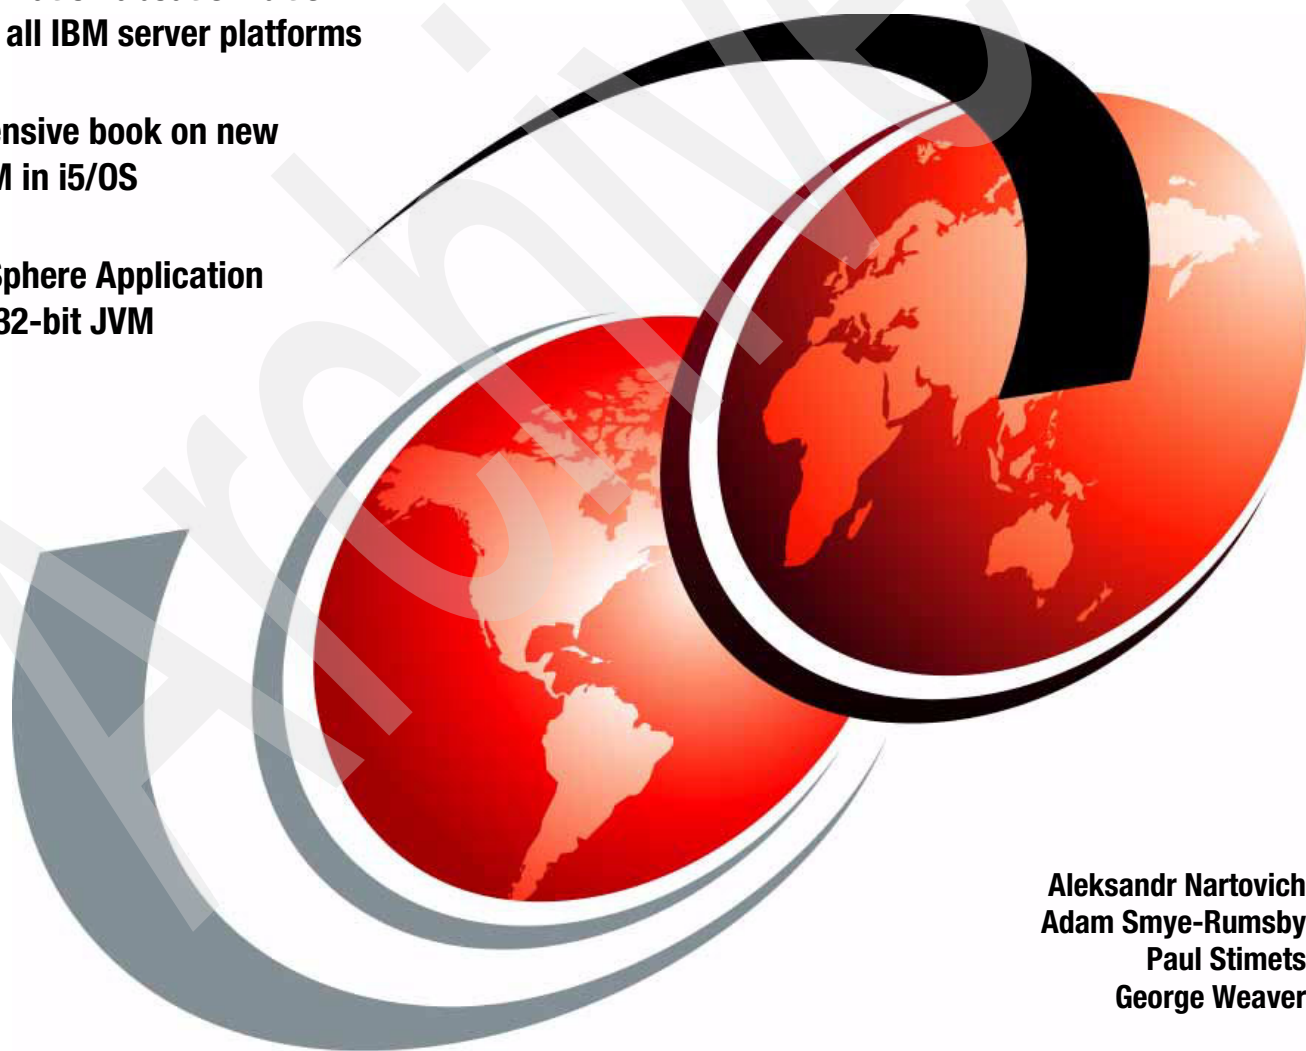 all IBM server platforms
ensive book on new
M in i5/OS
Sphere Application
32-bit JVM
Aleksandr Nartovich
Adam Smye-Rumsby
Paul Stimets
George Weaver